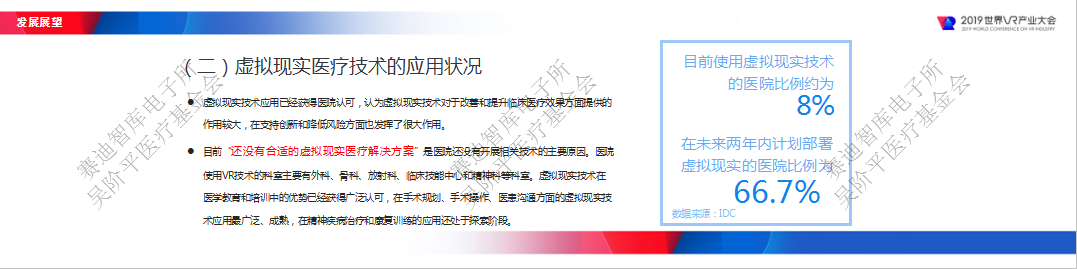 发展展望
2019世界VR产业大会
2019 WORLD CONFERENCE ON VR INDUSTRY
（二）虚拟现实医疗技术的应用状况
● 虚拟现实技术应用已经获得医院认可，认为虚拟现实技术对于改善和提升临床医疗效果方面提供的
作用较大，在支持创新和降低风险方面也发挥了很大作用。
● 目前“还没有合适的虚拟现实医疗解决方案”是医院还没有开展相关技术的主要原因。医院
使用VR技术的科室主要有外科、骨科、放射科、临床技能中心和精神科等科室。虚拟现实技术在
医学教育和培训中的优势已经获得广泛认可，在手术规划、手术操作、医患沟通方面的虚拟现实技
术应用最广泛、成熟，在精神疾病治疗和康复训练的应用还处于探索阶段。
目前使用虚拟现实技术
的医院比例约为
8%
在未来两年内计划部署
虚拟现实的医院比例为
66.7%
数据来源：IDC
赛迪智库电子所
吴阶平医疗基金会
赛迪智库电子所
吴阶平医疗基金会
赛迪智库电子所
吴阶平医疗基金会